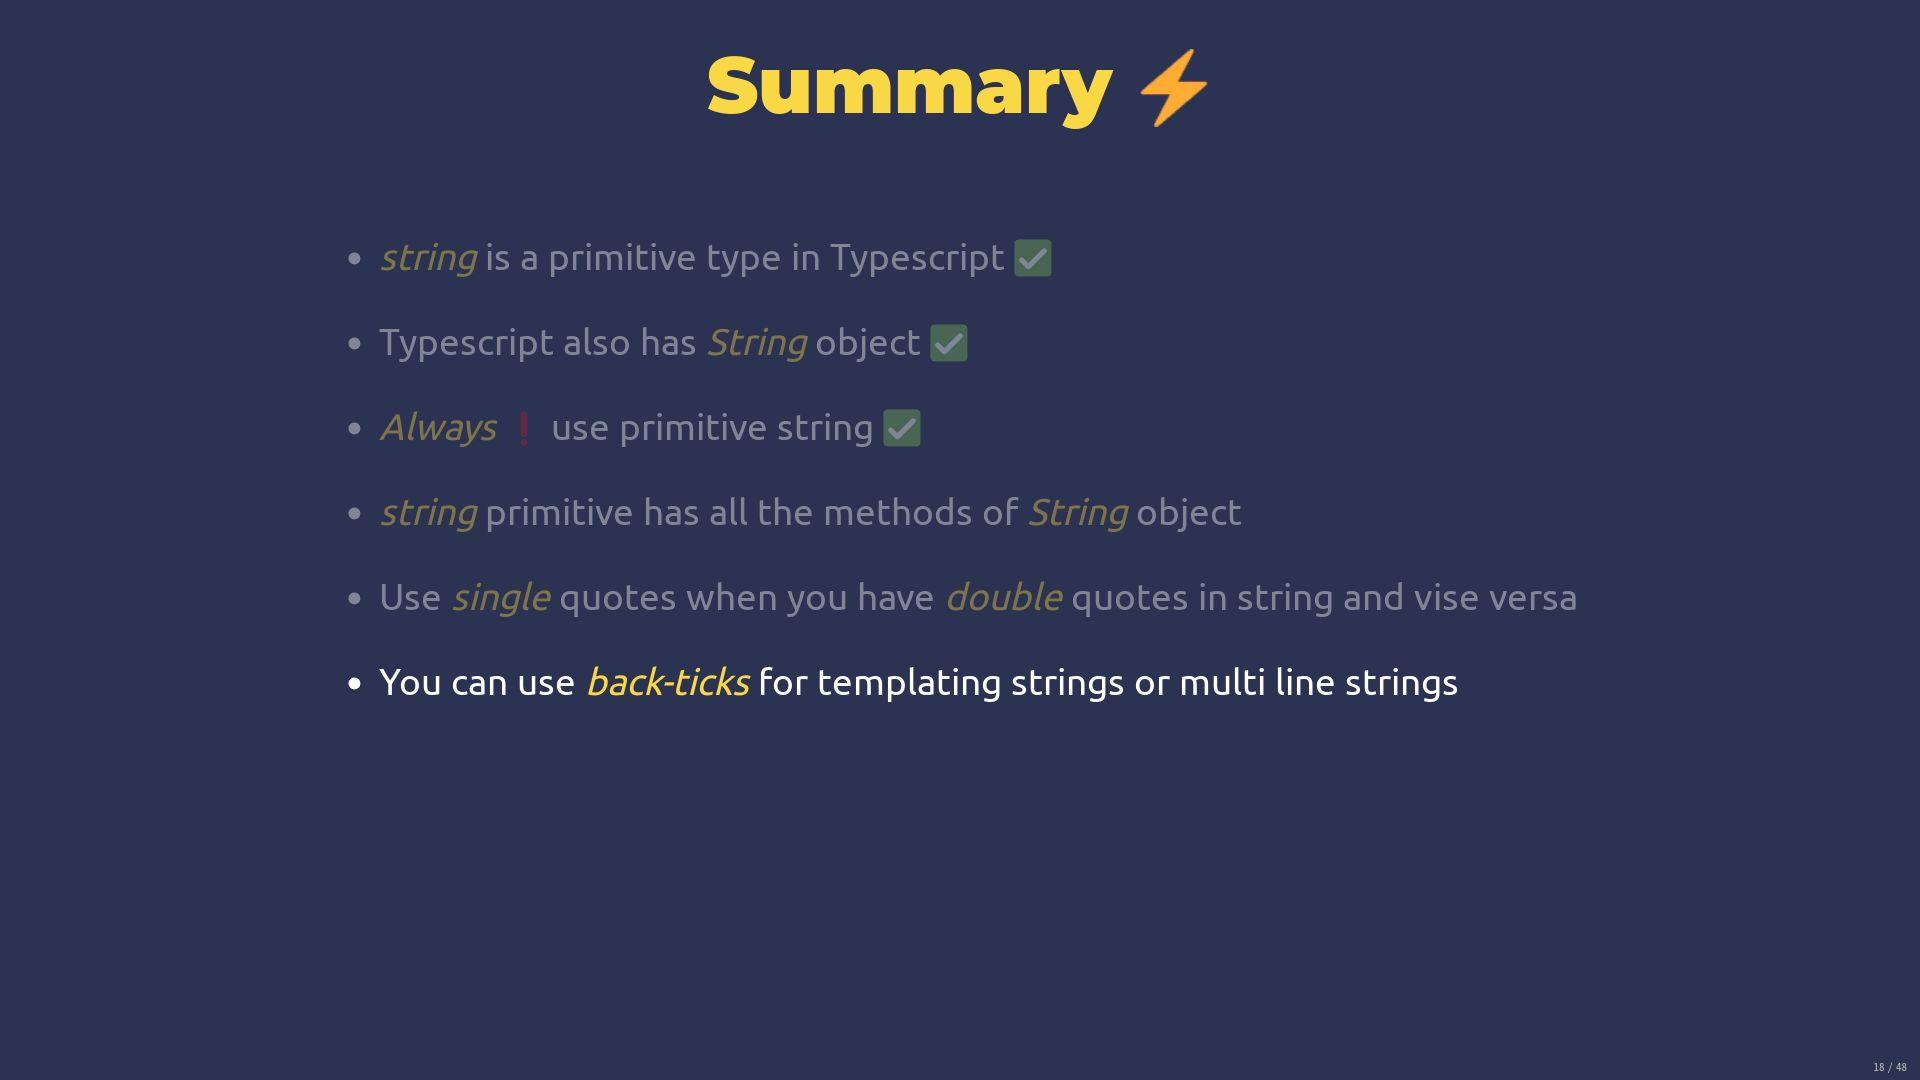 Summary ⚡
• string is a primitive type in Typescript ✅
• Typescript also has String object ✅
• Always ❗ use primitive string ✅
• string primitive has all the methods of String object
• Use single quotes when you have double quotes in string and vise versa
• You can use back-ticks for templating strings or multi line strings
18 / 48